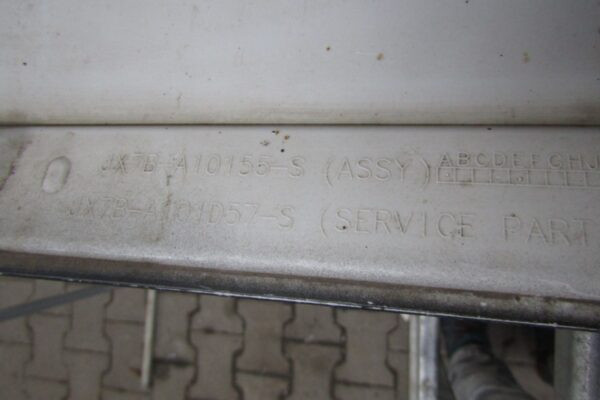 JX7B-A10155-S (ASSY) ABCDEFGHJ
JX7B-A101D57-S (SERVICE PART